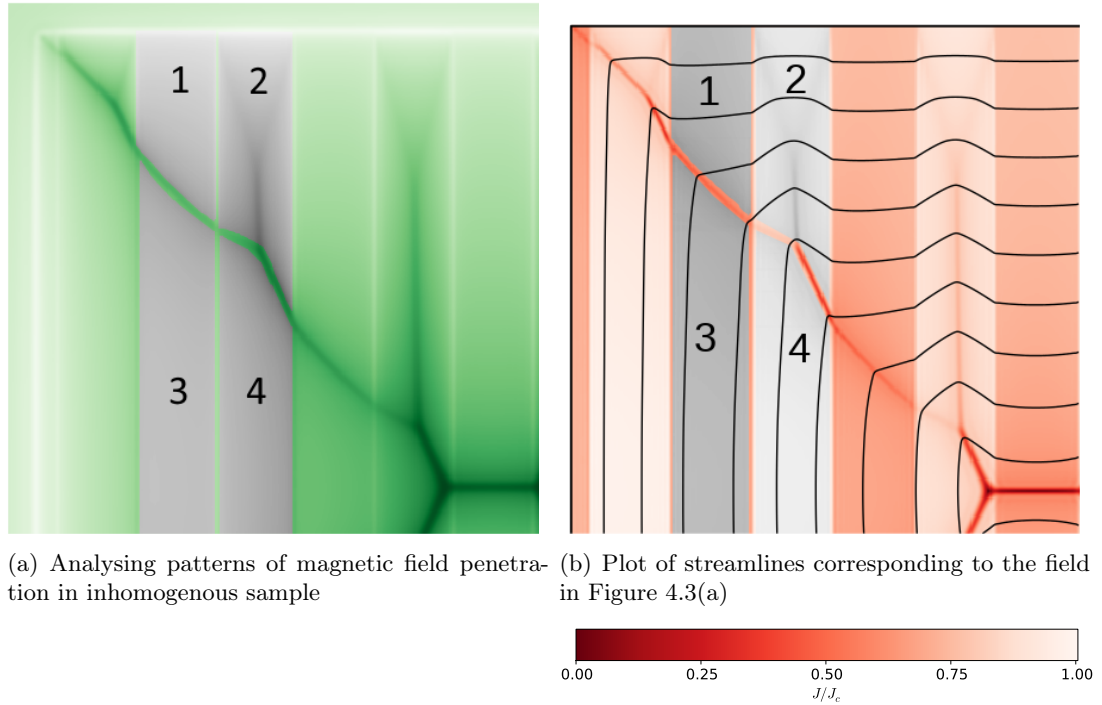 1
2
3
4
1
2
3
4
(a) Analysing patterns of magnetic field penetra-
tion in inhomogenous sample
(b) Plot of streamlines corresponding to the field
in Figure 4.3(a)
0.00 0.25 0.50 0.75 1.00
J/J_c